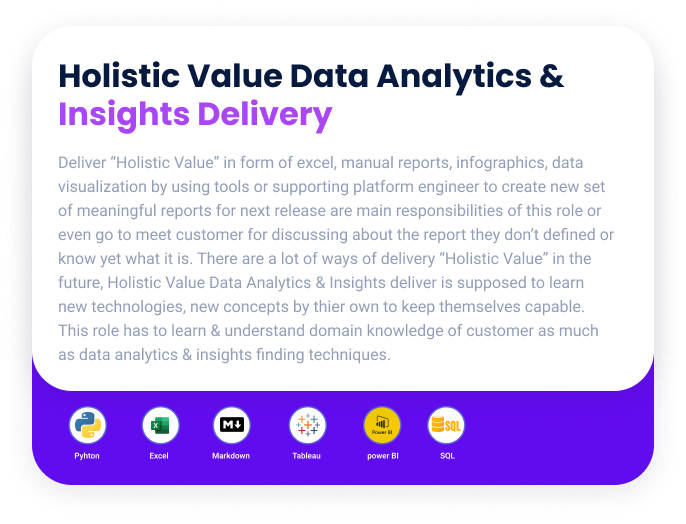 Holistic Value Data Analytics &
Insights Delivery
Deliver “Holistic Value” in form of excel, manual reports, infographics, data
visualization by using tools or supporting platform engineer to create new set
of meaningful reports for next release are main responsibilities of this role or
even go to meet customer for discussing about the report they don’t defined or
know yet what it is. There are a lot of ways of delivery “Holistic Value” in the
future, Holistic Value Data Analytics & Insights deliver is supposed to learn
new technologies, new concepts by thier own to keep themselves capable.
This role has to learn & understand domain knowledge of customer as much
as data analytics & insights finding techniques.
X
M
Power BI
SQL
Pyhton
Excel
Markdown
Tableau
power BI
SQL